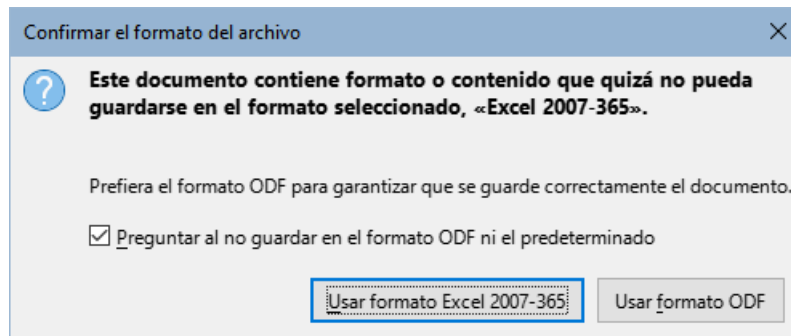 Confirmar el formato del archivo
Este documento contiene formato o contenido que quizá no pueda
guardarse en el formato seleccionado, «Excel 2007-365».
Prefiera el formato ODF para garantizar que se guarde correctamente el documento.
Preguntar al no guardar en el formato ODF ni el predeterminado
Usar formato Excel 2007-365 Usar formato ODF